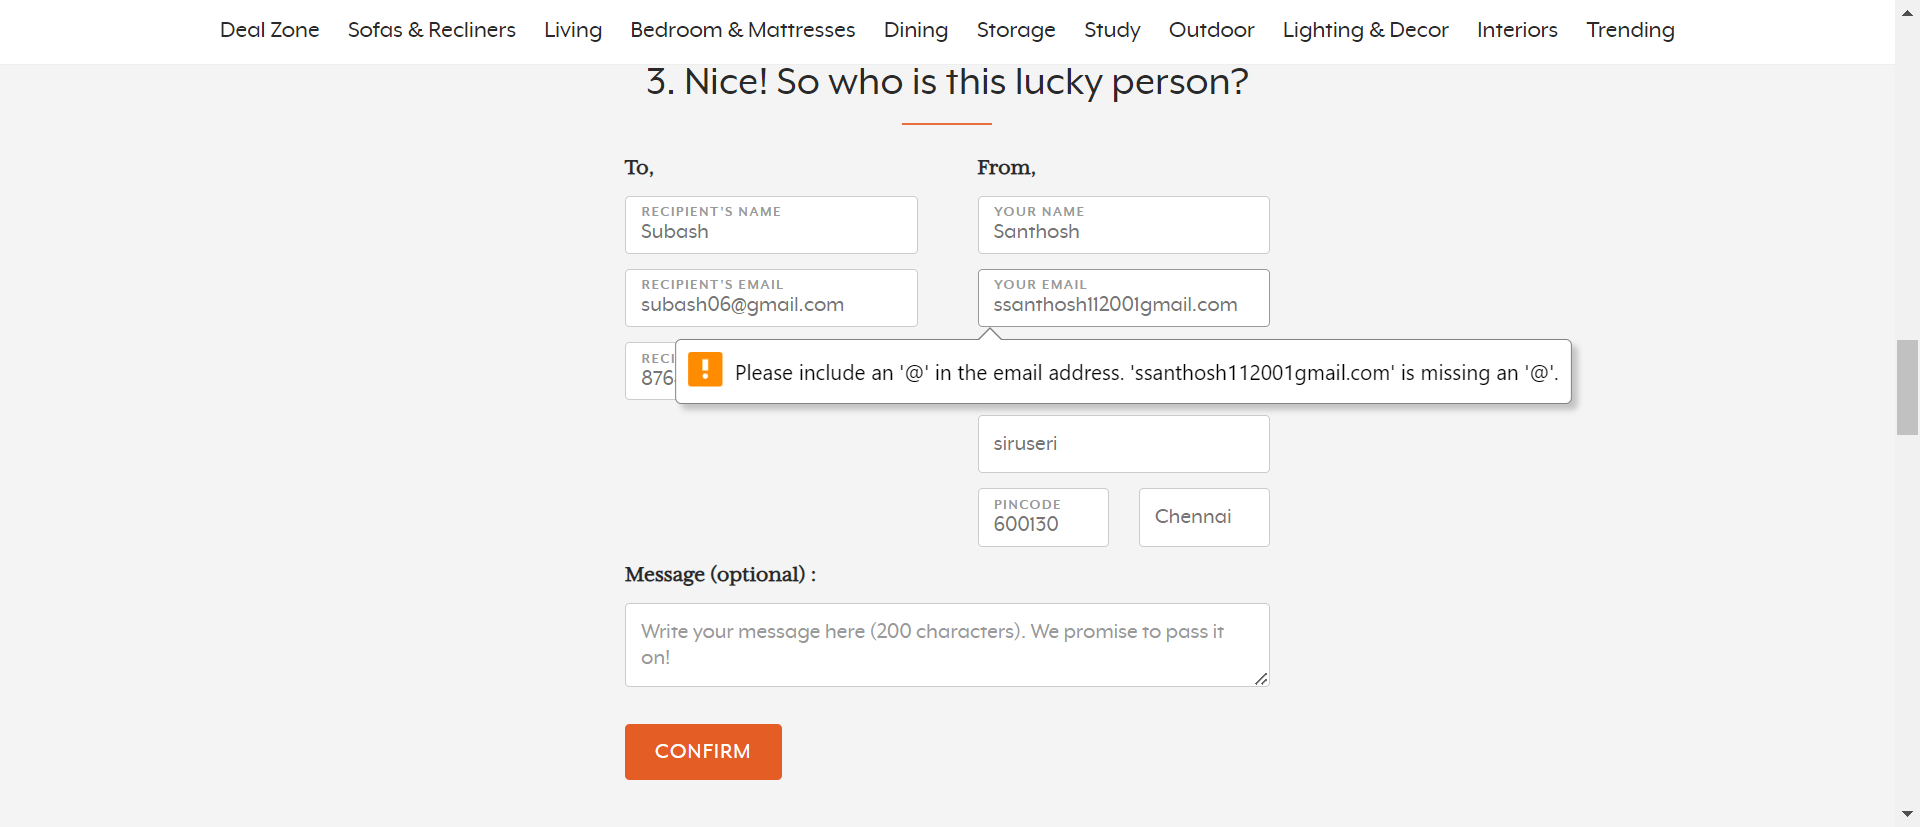 Deal Zone Sofas & Recliners Living Bedroom & Mattresses Dining Storage Study Outdoor Lighting & Decor Interiors Trending
3. Nice! So who is this lucky person?
To,
RECIPIENT'S NAME
Subash
RECIPIENT'S EMAIL
subash06@gmail.com
RECI
876
From,
YOUR NAME
Santhosh
YOUR EMAIL
ssanthosh112001gmail.com
Please include an '@' in the email address. 'ssanthosh112001gmail.com' is missing an '@'.
siruseri
PINCODE
600130
Chennai
Message (optional) :
Write your message here (200 characters). We promise to pass it
on!
CONFIRM